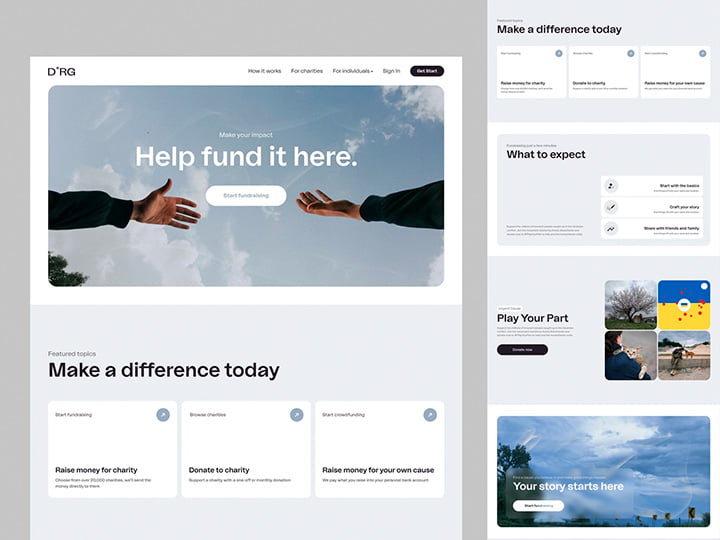 D°RG
How it works
For charities
For individuals
Sign In
Get Start
Make your impact
Help fund it here.
Start fundraising
Featured topics
Make a difference today
Start fundraising
Raise money for charity
Choose from over 20,000 charities, we'll send the
money directly to them.
Browse charities
Donate to charity
Support a charity with a one-off or monthly donation
Start crowdfunding
Raise money for your own cause
We pay what you raise into your personal bank account.
Featured topics
Make a difference today
Start fundraising
Raise money for charity
Browse charities
Donate to charity
Start crowdfunding
Raise money for your own cause
Fundraising just a few minutes
What to expect
Start with the basics
Craft your story
Share with friends and family
Urgent Cause
Play Your Part
Donate now
Your story starts here
Start fundraising